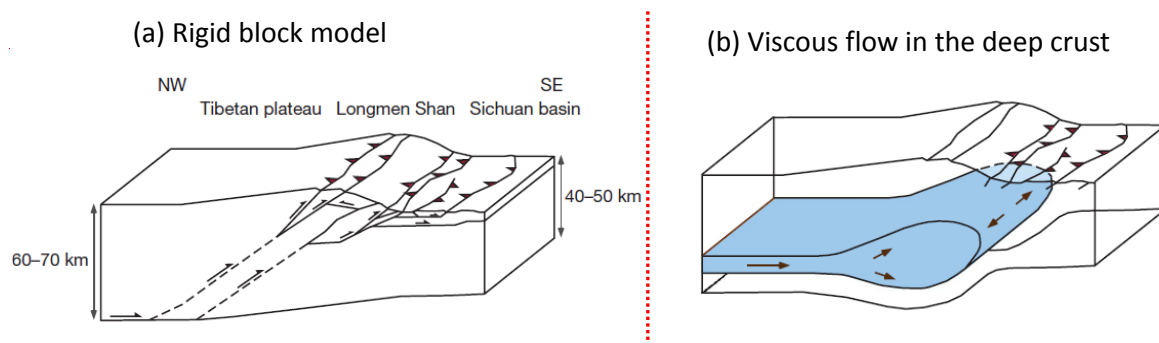 (a) Rigid block model
(b) Viscous flow in the deep crust
NW
SE
Tibetan plateau Longmen Shan Sichuan basin
40–50 km
60–70 km